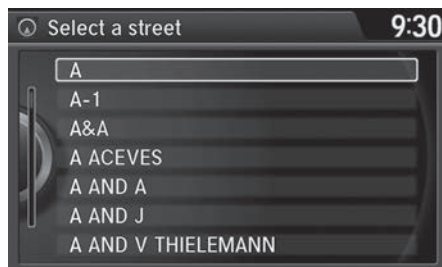 Select a street
9:30
A
A-1
A&A
A ACEVES
A AND A
A AND J
A AND V THIELEMANN